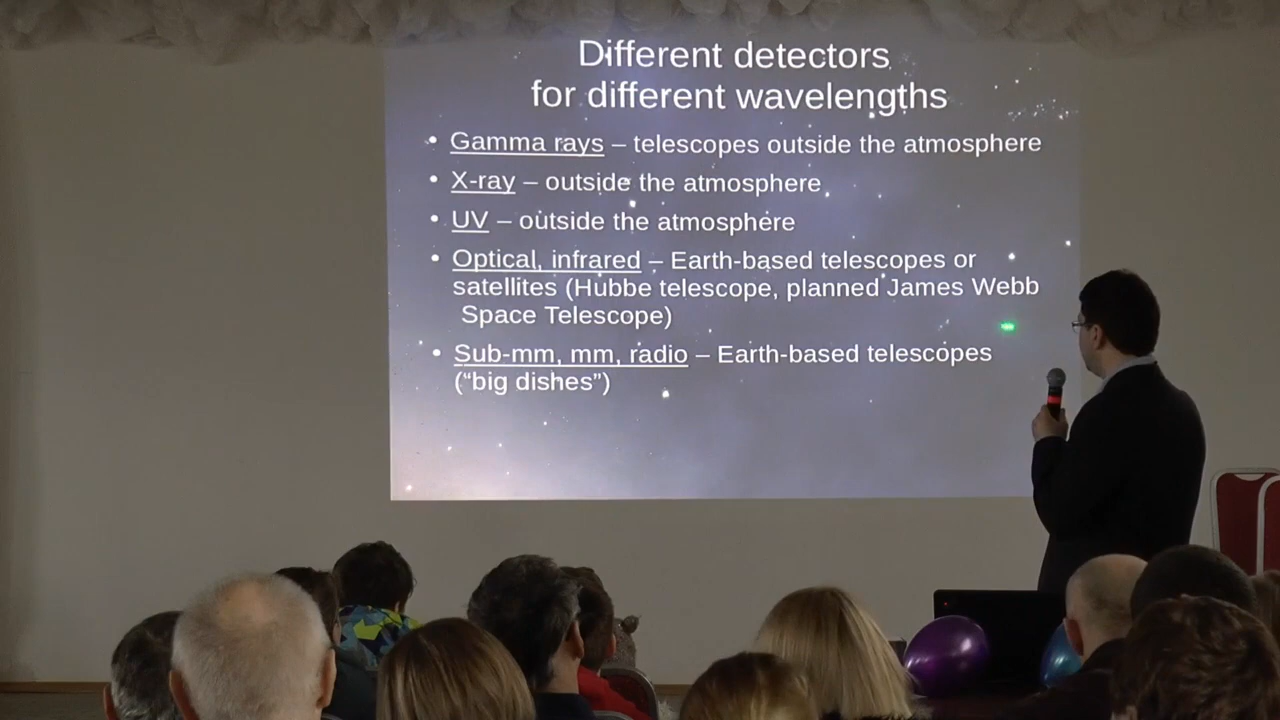 Different detectors
for different wavelengths
• Gamma rays – telescopes outside the atmosphere
• X-ray – outside the atmosphere
• UV – outside the atmosphere
• Optical, infrared – Earth-based telescopes or
satellites (Hubbe telescope, planned James Webb
Space Telescope)
• Sub-mm, mm, radio – Earth-based telescopes
(“big dishes”)